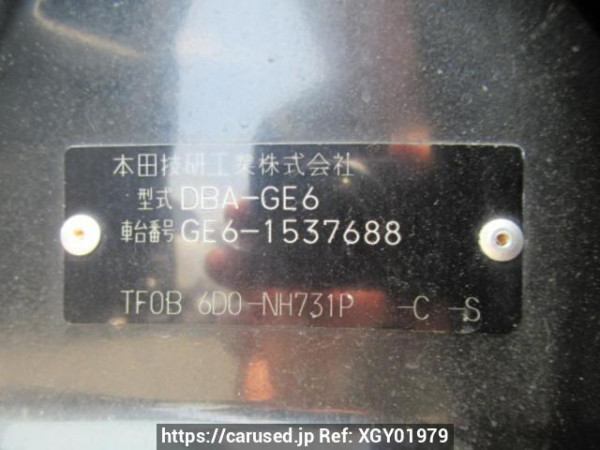 本田技研工業株式会社
型式 DBA-GE6
車台番号 GE6-1537688
TF0B 6D0-NH731P -C -S
https://carused.jp Ref: XGY01979